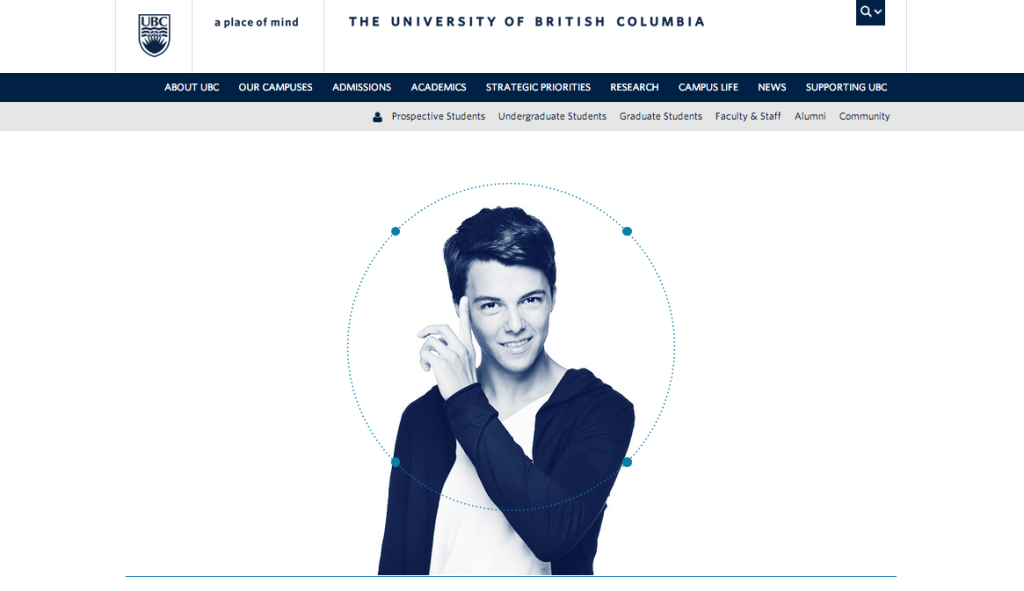 UBC
a place of mind
THE UNIVERSITY OF BRITISH COLUMBIA
ABOUT UBC OUR CAMPUSES ADMISSIONS ACADEMICS STRATEGIC PRIORITIES RESEARCH CAMPUS LIFE NEWS SUPPORTING UBC
Prospective Students Undergraduate Students Graduate Students Faculty & Staff Alumni Community